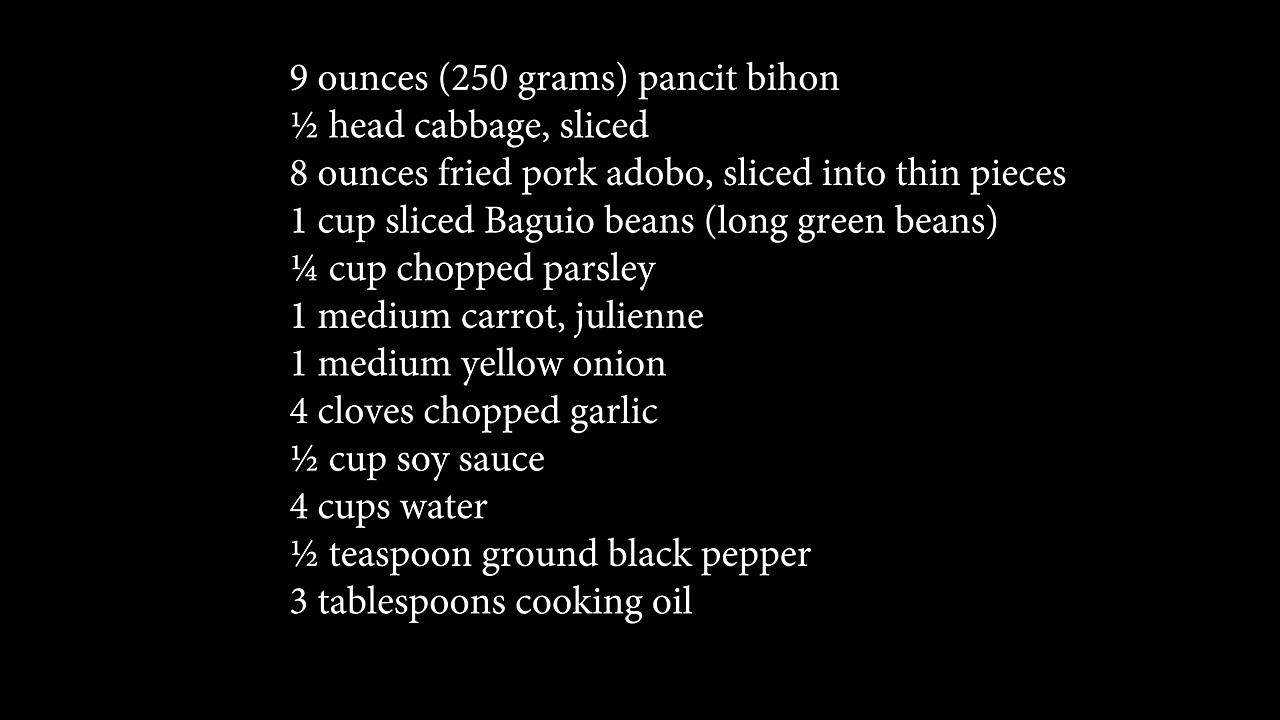 9 ounces (250 grams) pancit bihon
½ head cabbage, sliced
8 ounces fried pork adobo, sliced into thin pieces
1 cup sliced Baguio beans (long green beans)
¼ cup chopped parsley
1 medium carrot, julienne
1 medium yellow onion
4 cloves chopped garlic
½ cup soy sauce
4 cups water
½ teaspoon ground black pepper
3 tablespoons cooking oil